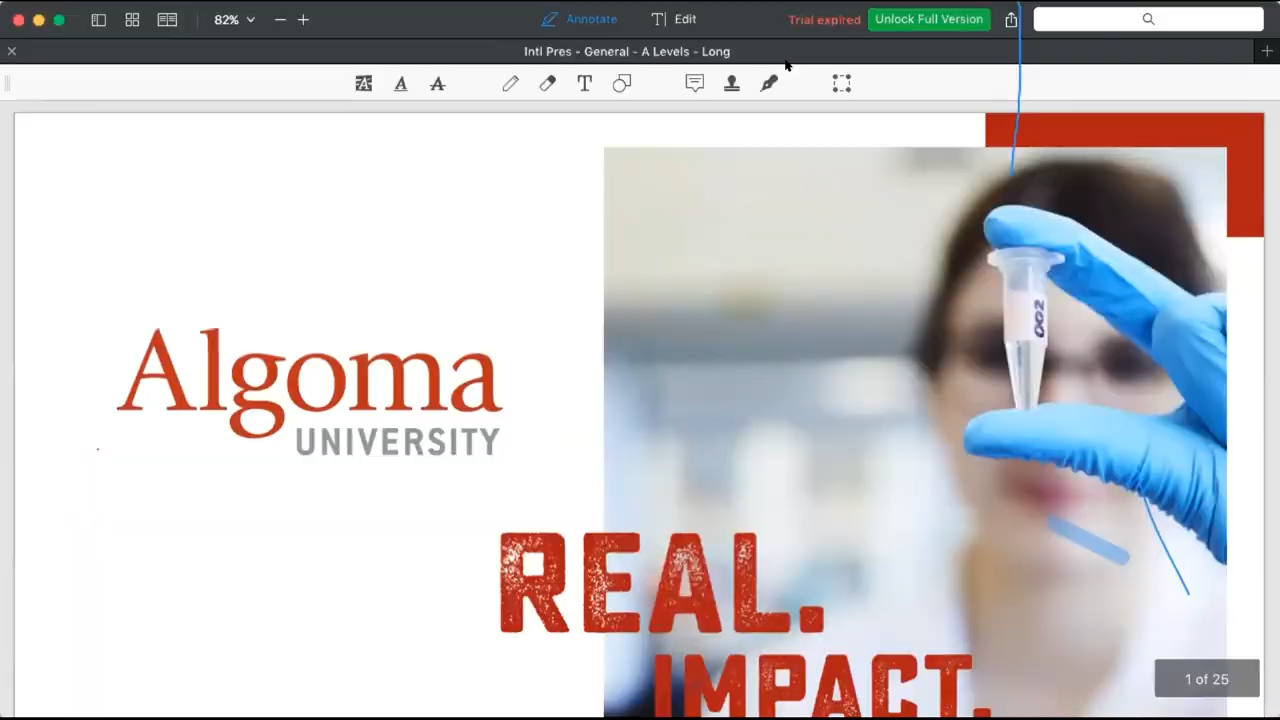 82% Annotate T Edit Trial expired Unlock Full Version
Intl Pres - General - A Levels - Long
A A A T
002
Algoma
UNIVERSITY
REAL.
IMPACT.
1 of 25